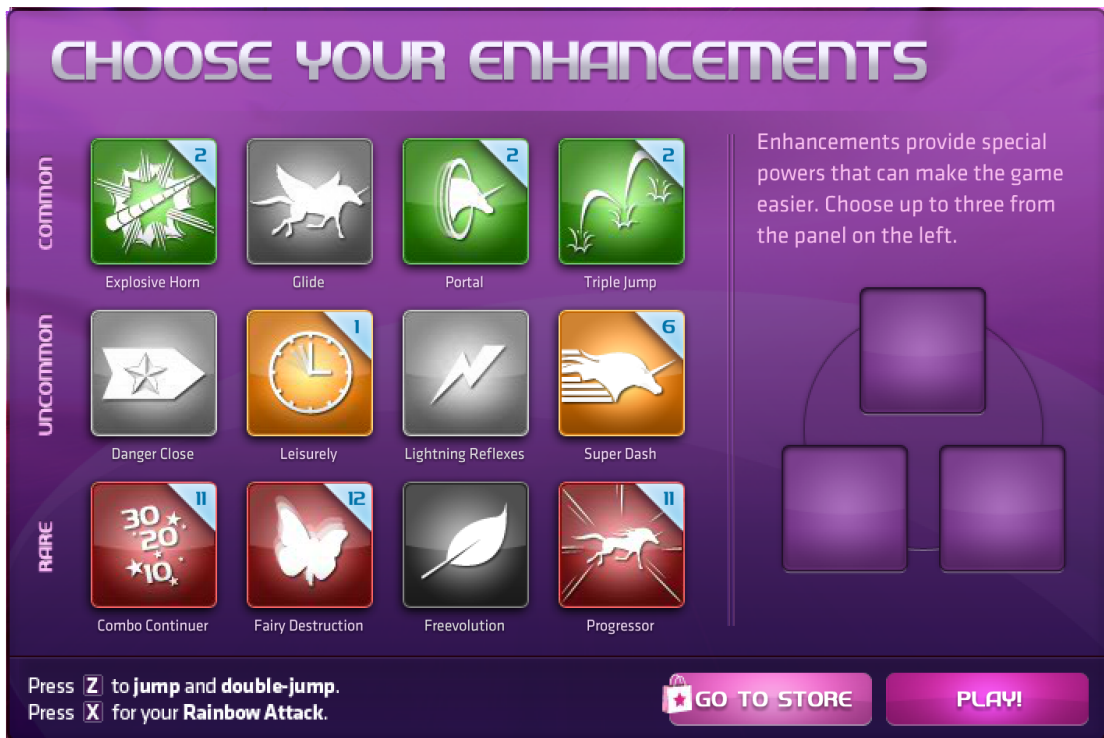 CHOOSE YOUR ENHANCEMENTS
COMMON
2
2
2
Explosive Horn
Glide
Portal
Triple Jump
UNCOMMON
1
6
Danger Close
Leisurely
Lightning Reflexes
Super Dash
RARE
11
12
11
30
20
10
Combo Continuer
Fairy Destruction
Freevolution
Progressor
Enhancements provide special
powers that can make the game
easier. Choose up to three from
the panel on the left.
Press Z to jump and double-jump.
Press X for your Rainbow Attack.
GO TO STORE
PLAY!